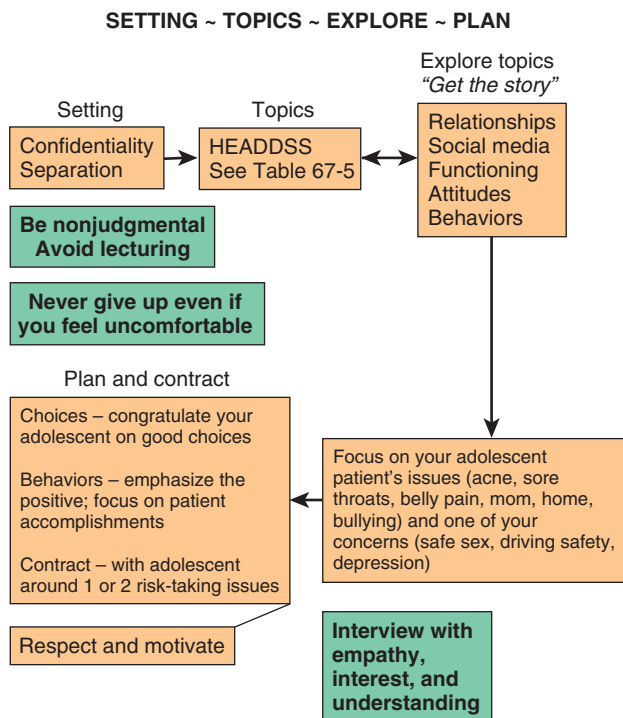 SETTING ~ TOPICS ~ EXPLORE ~ PLAN
Setting
Confidentiality
Separation
Topics
HEADDSS
See Table 67-5
Explore topics
“Get the story”
Relationships
Social media
Functioning
Attitudes
Behaviors
Be nonjudgmental
Avoid lecturing
Never give up even if
you feel uncomfortable
Focus on your adolescent
patient’s issues (acne, sore
throats, belly pain, mom, home,
bullying) and one of your
concerns (safe sex, driving safety,
depression)
Plan and contract
Choices – congratulate your
adolescent on good choices
Behaviors – emphasize the
positive; focus on patient
accomplishments
Contract – with adolescent
around 1 or 2 risk-taking issues
Respect and motivate
Interview with
empathy,
interest, and
understanding